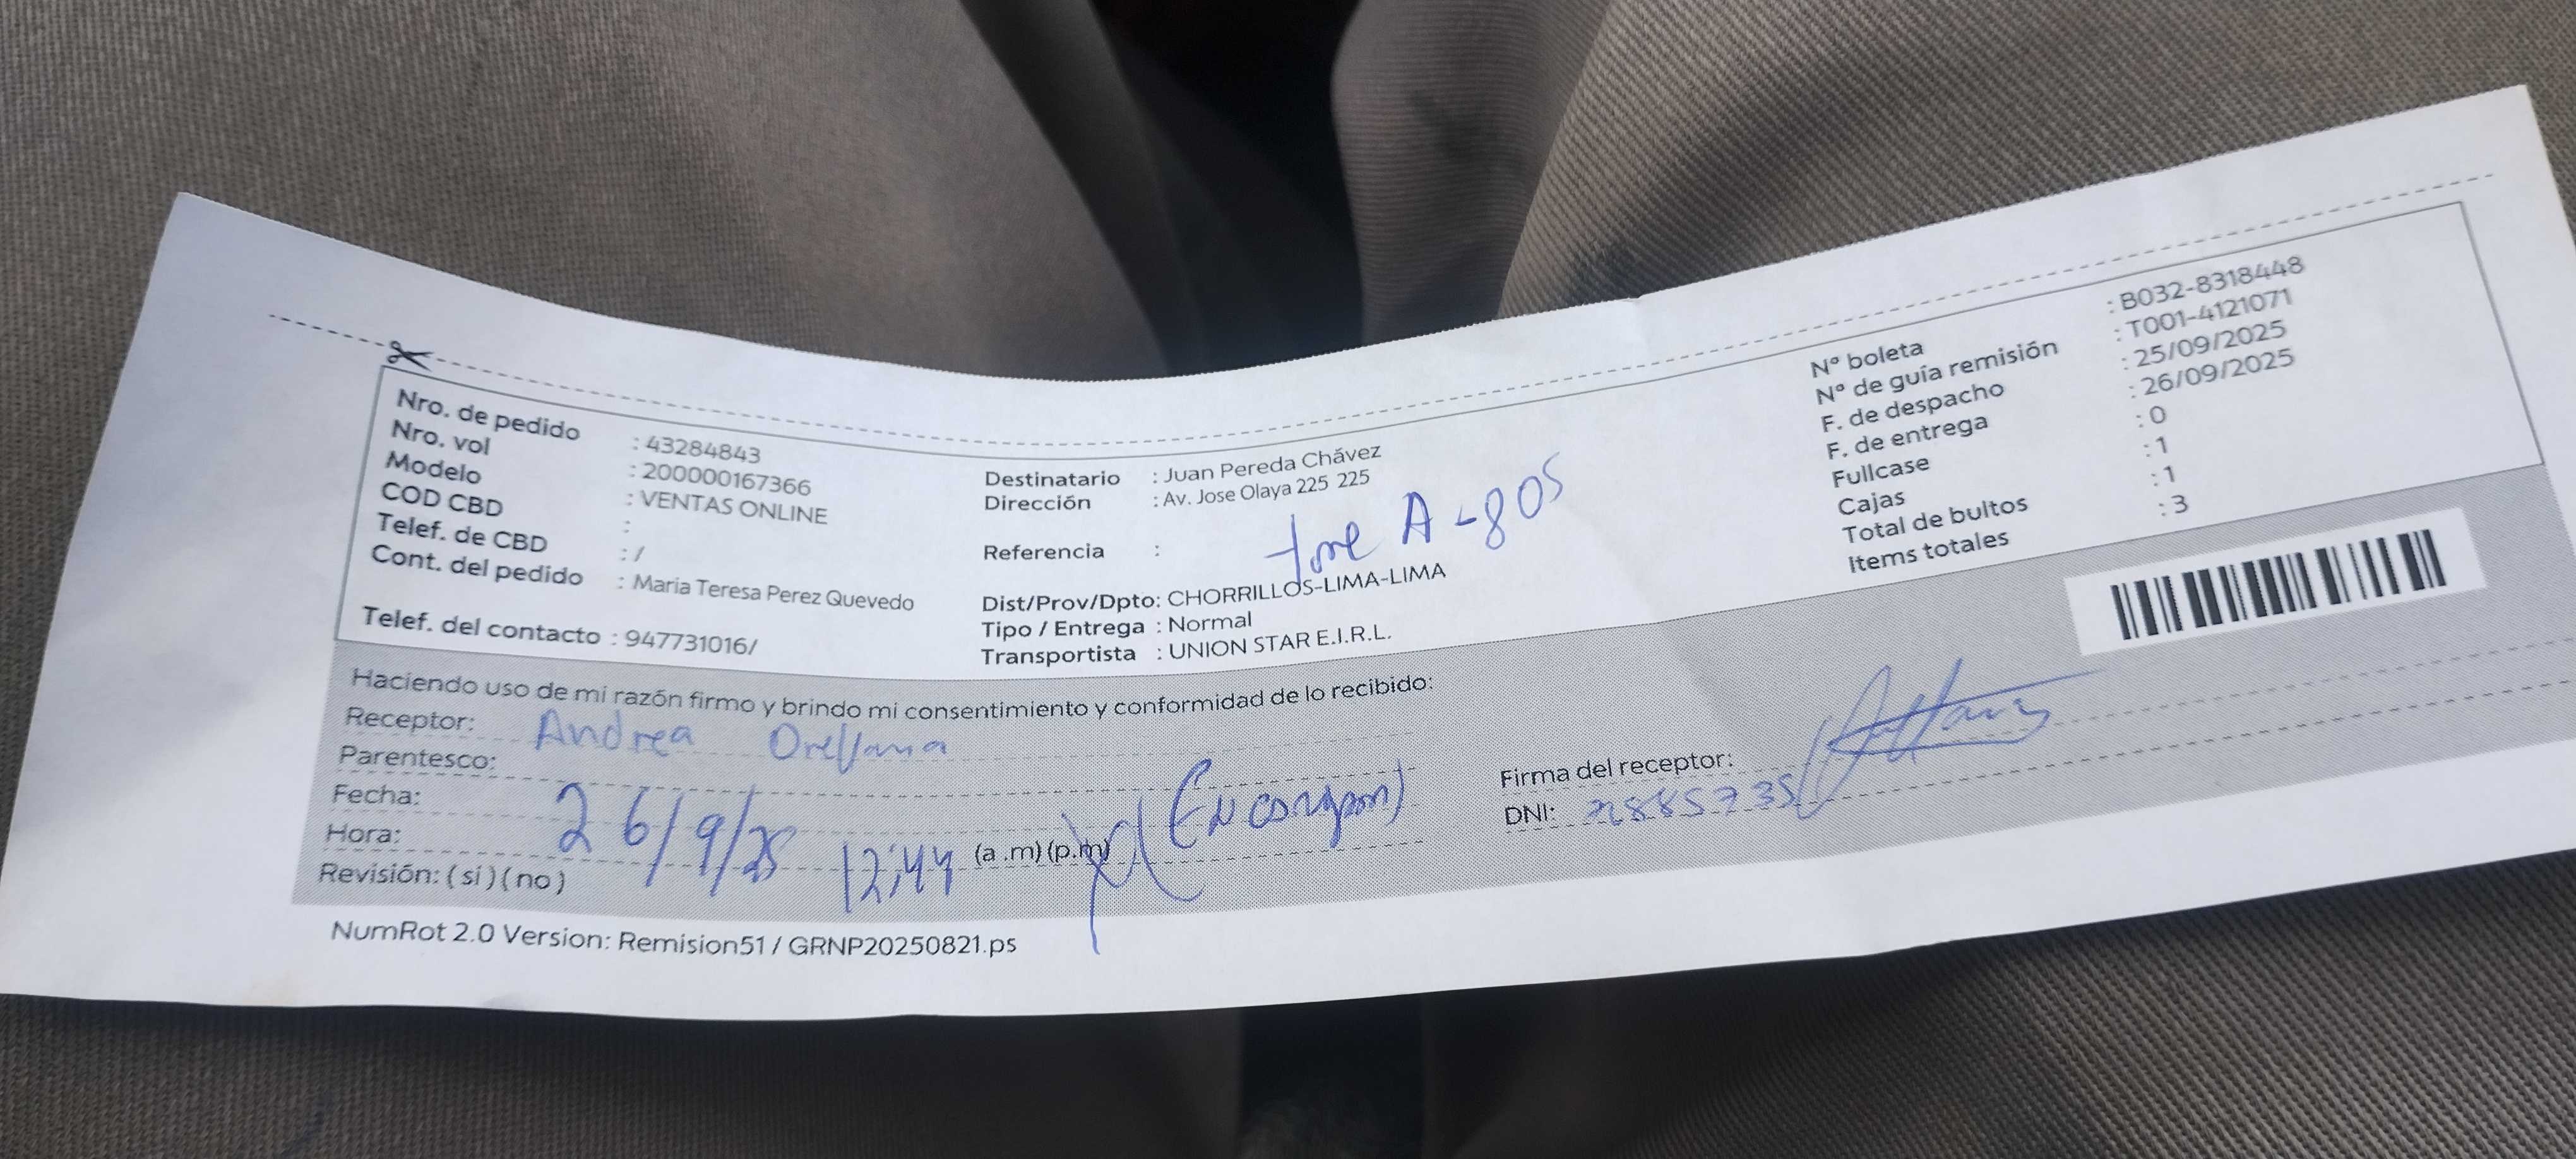 Nro. de pedido : 43284843
Nro. vol : 200000167366
Modelo : VENTAS ONLINE
COD CBD :
Telef. de CBD : /
Cont. del pedido : Maria Teresa Perez Quevedo
Telef. del contacto : 947731016/
Destinatario : Juan Pereda Chávez
Dirección : Av. Jose Olaya 225 225
A-805
Referencia :
Dist/Prov/Dpto: CHORRILLOS-LIMA-LIMA
Tipo / Entrega : Normal
Transportista : UNION STAR E.I.R.L.
Nº boleta : B032-8318448
Nº de guía remisión : T001-4121071
F. de despacho : 25/09/2025
F. de entrega : 26/09/2025
Fullcase : 0
Cajas : 1
Total de bultos : 1
Items totales : 3
Haciendo uso de mi razón firmo y brindo mi consentimiento y conformidad de lo recibido:
Receptor: Andrea Orellana
Parentesco:
Fecha: 26/9/25
Hora: 12:44 (a .m) (p.m)
Revisión: ( si ) ( no )
Firma del receptor:
DNI:
NumRot 2.0 Version: Remision51 / GRNP20250821.ps